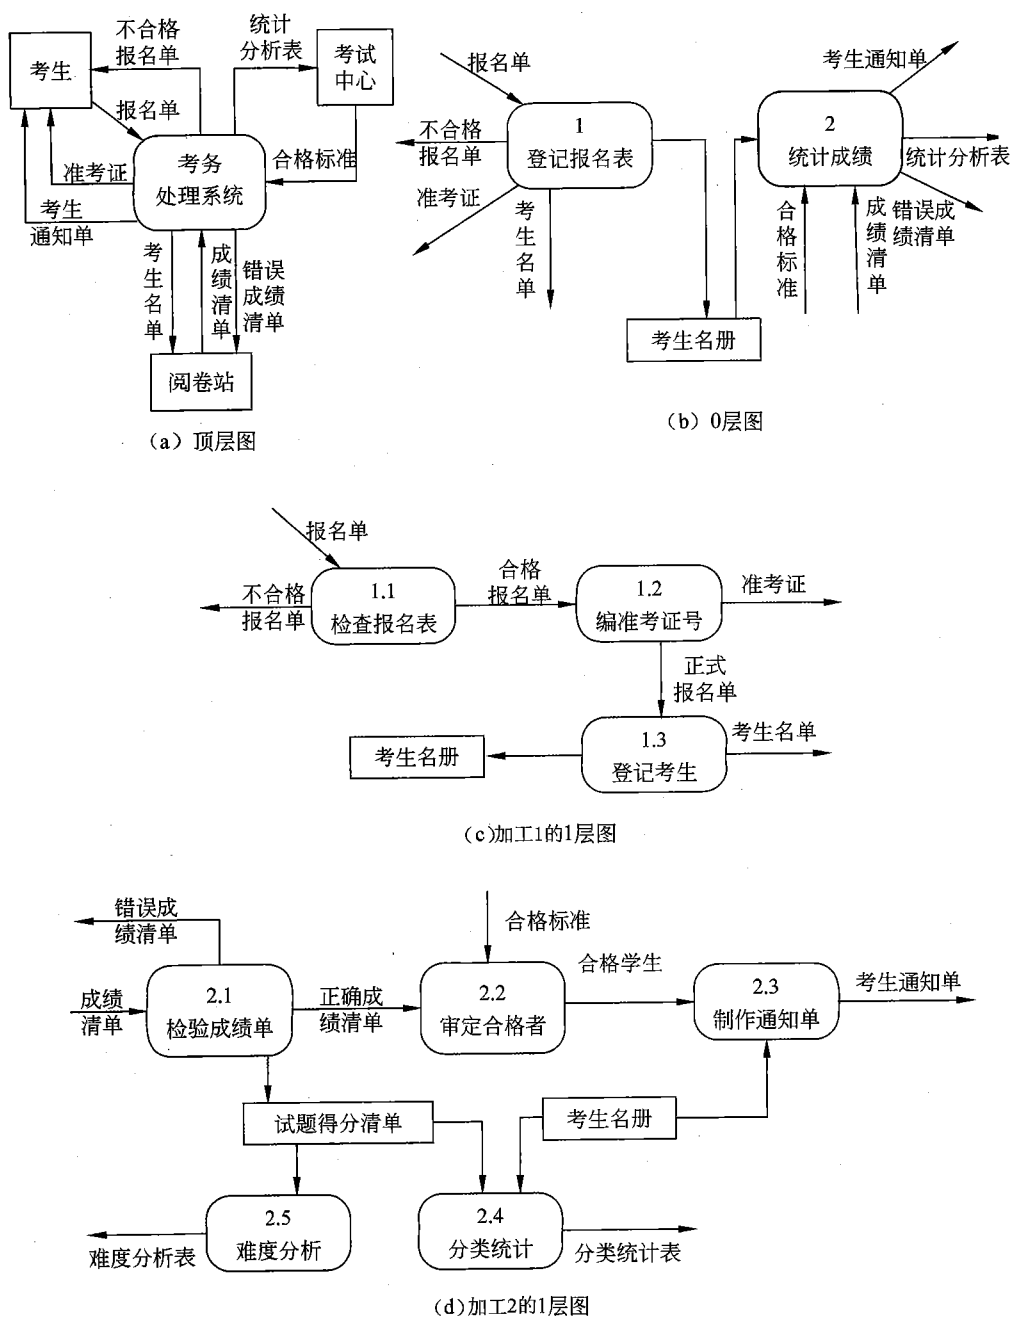 不合格
报名单
统计
分析表
考生
考试
中心
报名单
考务
处理系统
合格标准
准考证
考生
通知单
考生名单
成绩清单
错误
成绩
清单
阅卷站
(a) 顶层图
报名单
1
登记报名表
不合格
报名单
准考证
考生名单
考生名册
2
统计成绩
考生通知单
统计分析表
错误成
绩清单
合格标准
成绩清单
(b) 0层图
报名单
1.1
检查报名表
不合格
报名单
合格
报名单
1.2
编准考证号
准考证
正式
报名单
1.3
登记考生
考生名单
考生名册
(c)加工1的1层图
错误成
绩清单
成绩
清单
2.1
检验成绩单
正确成
绩清单
合格标准
2.2
审定合格者
合格学生
2.3
制作通知单
考生通知单
试题得分清单
考生名册
2.5
难度分析
难度分析表
2.4
分类统计
分类统计表
(d)加工2的1层图